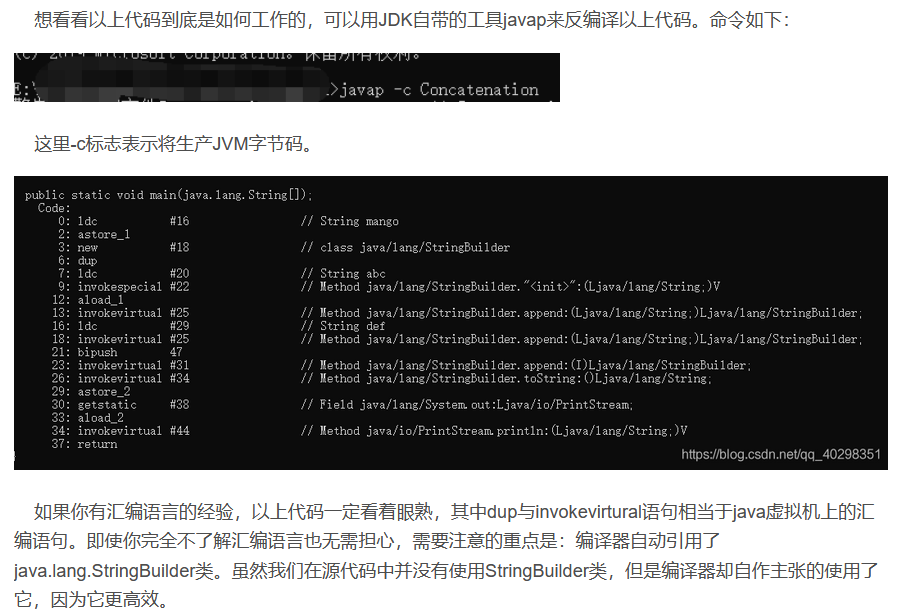 想看看以上代码到底是如何工作的，可以用JDK自带的工具javap来反编译以上代码。命令如下：
>javap -c Concatenation
这里-c标志表示将生产JVM字节码。
public static void main(java.lang.String[]);
Code:
0: ldc #16 // String mango
2: astore_1
3: new #18 // class java/lang/StringBuilder
6: dup
7: ldc #20 // String abc
9: invokespecial #22 // Method java/lang/StringBuilder."<init>":(Ljava/lang/String;)V
12: aload_1
13: invokevirtual #25 // Method java/lang/StringBuilder.append:(Ljava/lang/String;)Ljava/lang/StringBuilder;
16: ldc #29 // String def
18: invokevirtual #25 // Method java/lang/StringBuilder.append:(Ljava/lang/String;)Ljava/lang/StringBuilder;
21: bipush 47
23: invokevirtual #31 // Method java/lang/StringBuilder.append:(I)Ljava/lang/StringBuilder;
26: invokevirtual #34 // Method java/lang/StringBuilder.toString:()Ljava/lang/String;
29: astore_2
30: getstatic #38 // Field java/lang/System.out:Ljava/io/PrintStream;
33: aload_2
34: invokevirtual #44 // Method java/io/PrintStream.println:(Ljava/lang/String;)V
37: return
https://blog.csdn.net/qq_40298351
如果你有汇编语言的经验，以上代码一定看着眼熟，其中dup与invokevirtural语句相当于java虚拟机上的汇
编语句。即使你完全不了解汇编语言也无需担心，需要注意的重点是：编译器自动引用了
java.lang.StringBuilder类。虽然我们在源代码中并没有使用StringBuilder类，但是编译器却自作主张的使用了
它，因为它更高效。